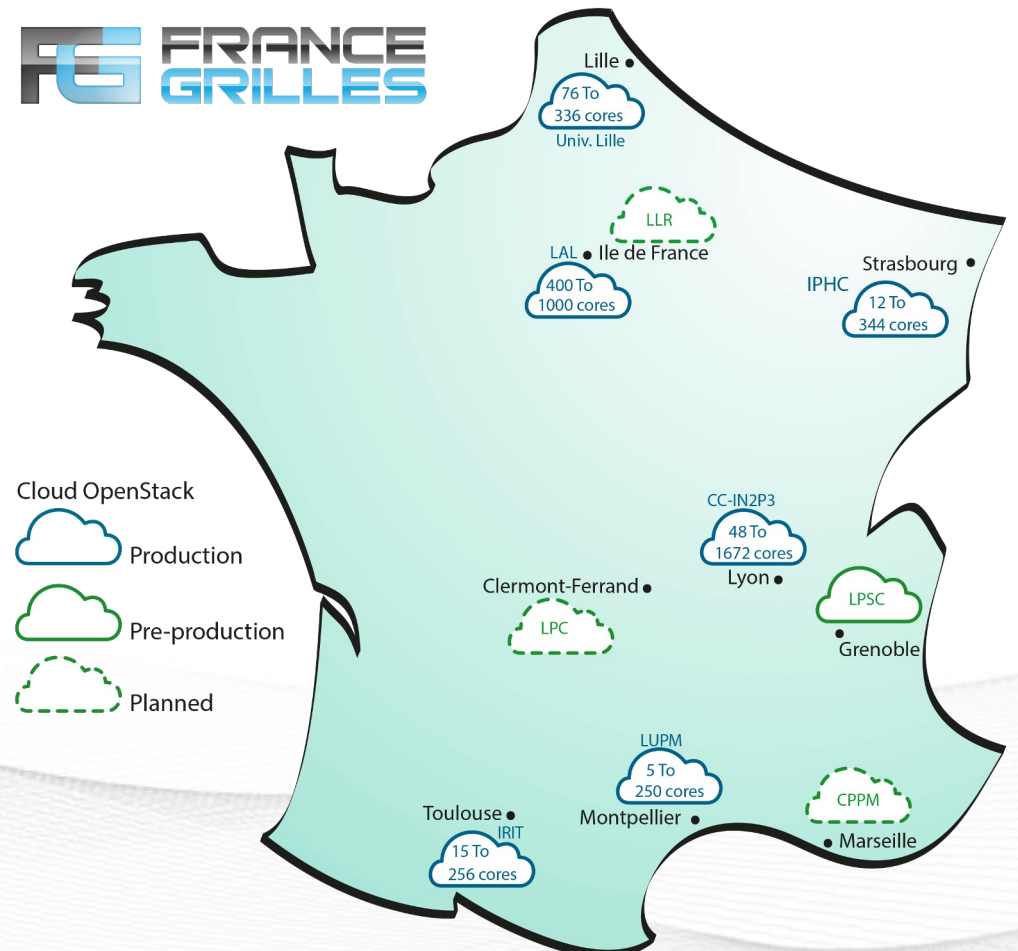 FG FRANCE
GRILLES
Lille
76 To
336 cores
Univ. Lille
LLR
LAL
Ile de France
400 To
1000 cores
Strasbourg
IPHC
12 To
344 cores
Cloud OpenStack
Production
Pre-production
Planned
CC-IN2P3
48 To
1672 cores
Lyon
Clermont-Ferrand
LPC
LPSC
Grenoble
LUPM
5 To
250 cores
Montpellier
CPPM
Marseille
Toulouse
IRIT
15 To
256 cores